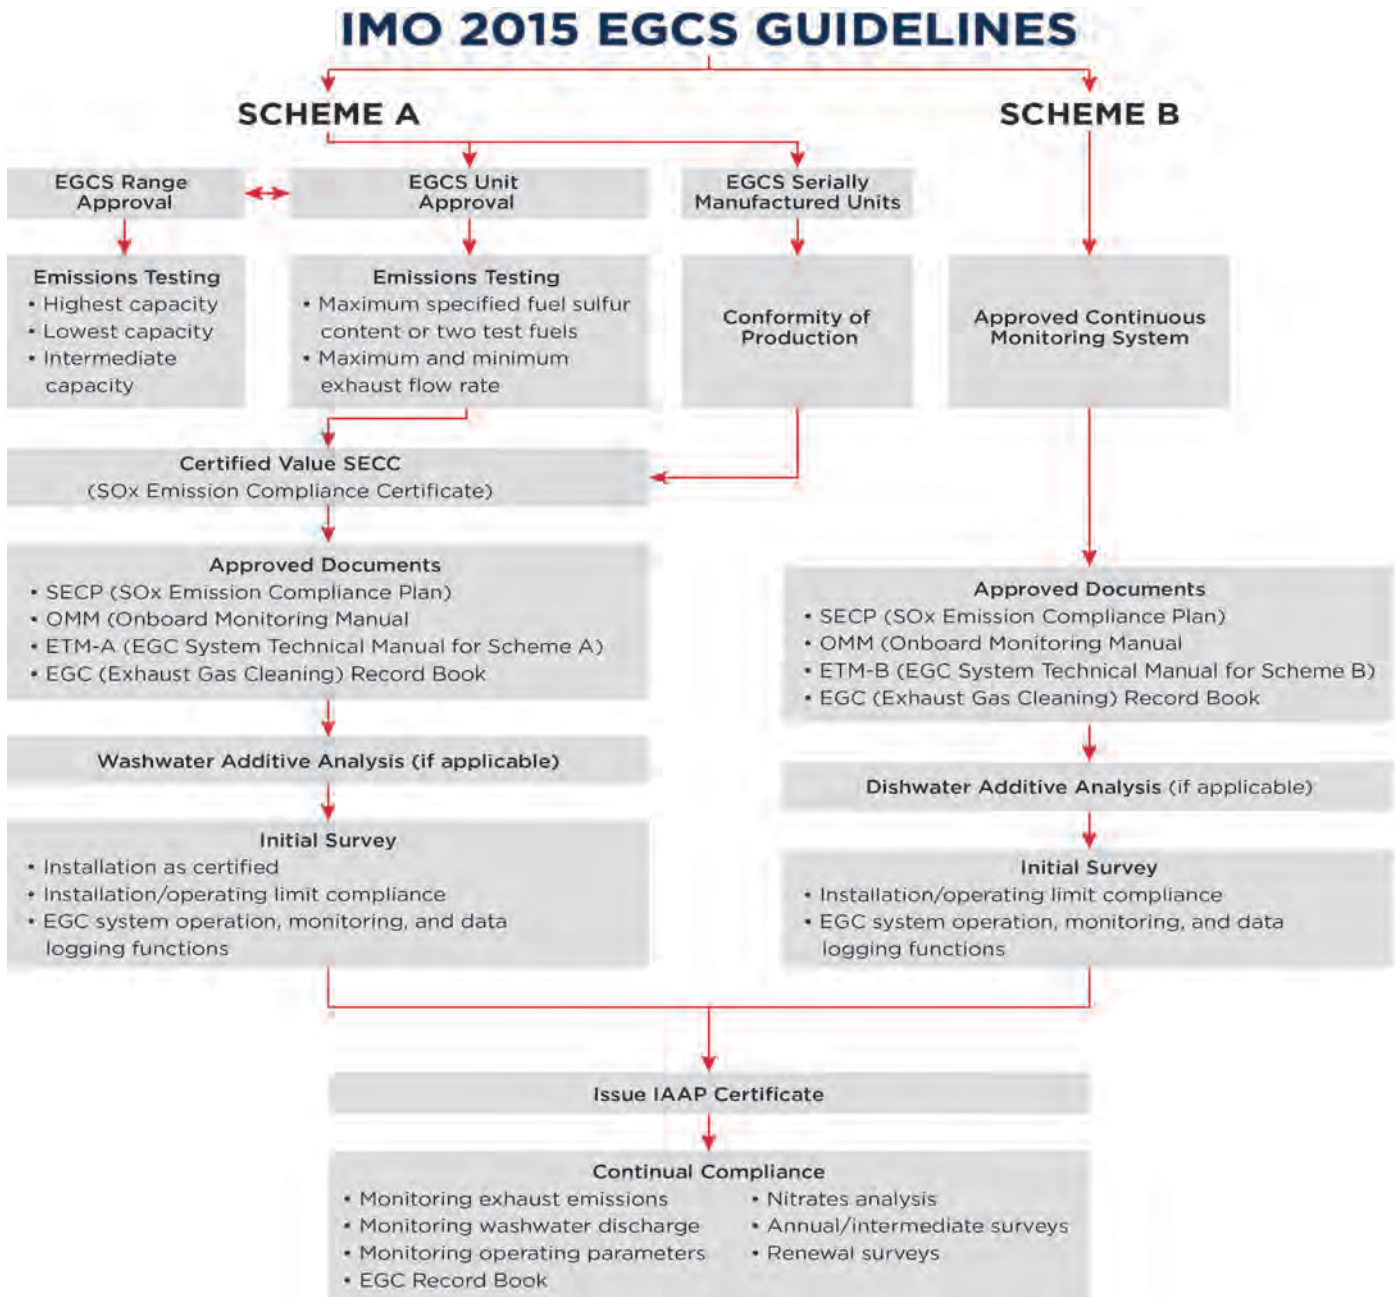 IMO 2015 EGCS GUIDELINES
SCHEME A
SCHEME B
EGCS Range
Approval
EGCS Unit
Approval
EGCS Serially
Manufactured Units
Emissions Testing
• Highest capacity
• Lowest capacity
• Intermediate
capacity
Emissions Testing
• Maximum specified fuel sulfur
content or two test fuels
• Maximum and minimum
exhaust flow rate
Conformity of
Production
Approved Continuous
Monitoring System
Certified Value SECC
(SOx Emission Compliance Certificate)
Approved Documents
• SECP (SOx Emission Compliance Plan)
• OMM (Onboard Monitoring Manual
• ETM-A (EGC System Technical Manual for Scheme A)
• EGC (Exhaust Gas Cleaning) Record Book
Approved Documents
• SECP (SOx Emission Compliance Plan)
• OMM (Onboard Monitoring Manual
• ETM-B (EGC System Technical Manual for Scheme B)
• EGC (Exhaust Gas Cleaning) Record Book
Washwater Additive Analysis (if applicable)
Dishwater Additive Analysis (if applicable)
Initial Survey
• Installation as certified
• Installation/operating limit compliance
• EGC system operation, monitoring, and data
logging functions
Initial Survey
• Installation/operating limit compliance
• EGC system operation, monitoring, and data
logging functions
Issue IAAP Certificate
Continual Compliance
• Monitoring exhaust emissions
• Monitoring washwater discharge
• Monitoring operating parameters
• EGC Record Book
• Nitrates analysis
• Annual/intermediate surveys
• Renewal surveys